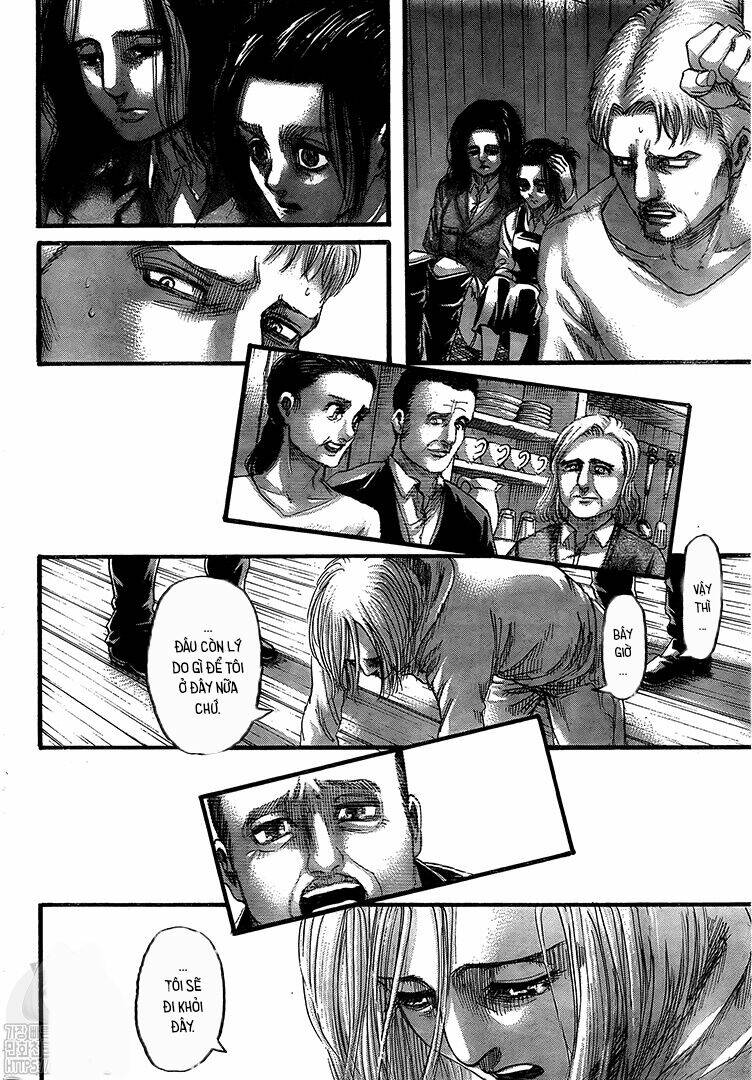 VẬY
THÌ
...
BÂY
GIỜ
...
...
ĐÂU CÒN LÝ
DO GÌ ĐỂ TÔI
Ở ĐÂY NỮA
CHỨ.
...
TÔI SẼ
ĐI KHỎI
ĐÂY.